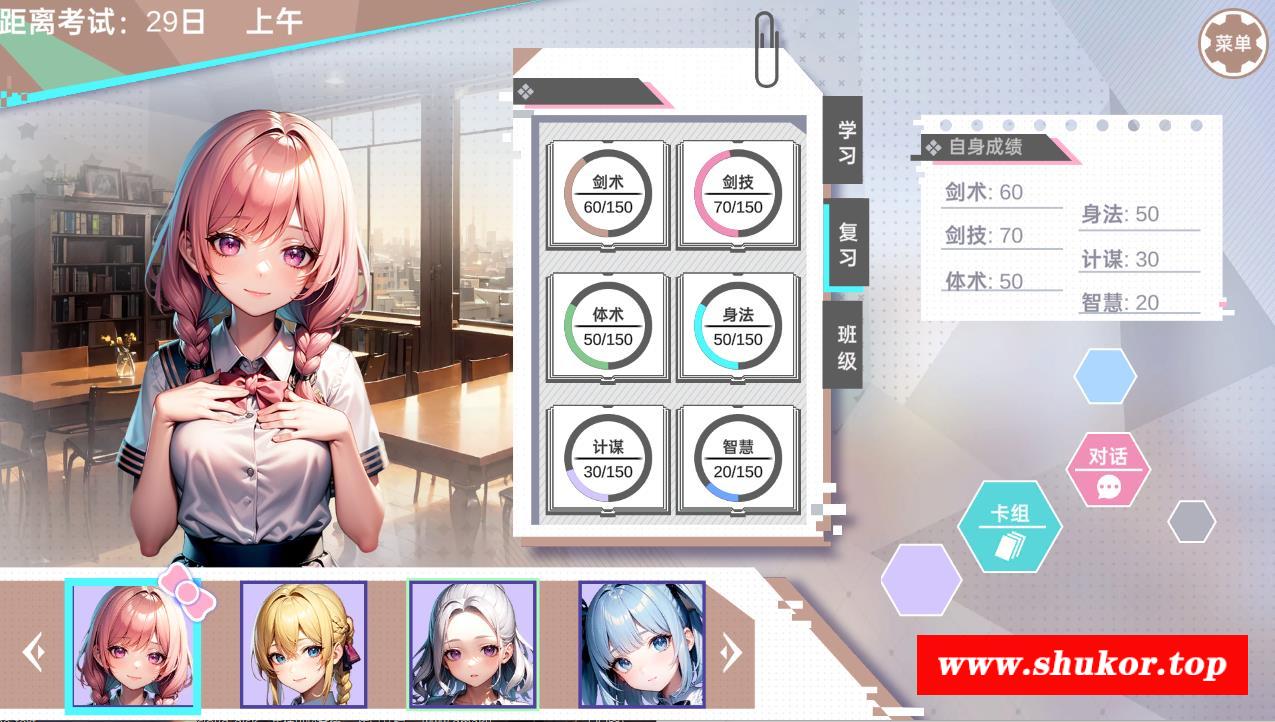 距离考试：29日 上午
菜单
学习
复习
班级
剑术
60/150
剑技
70/150
体术
50/150
身法
50/150
计谋
30/150
智慧
20/150
自身成绩
剑术: 60
身法: 50
剑技: 70
计谋: 30
体术: 50
智慧: 20
对话
卡组
www.shukor.top